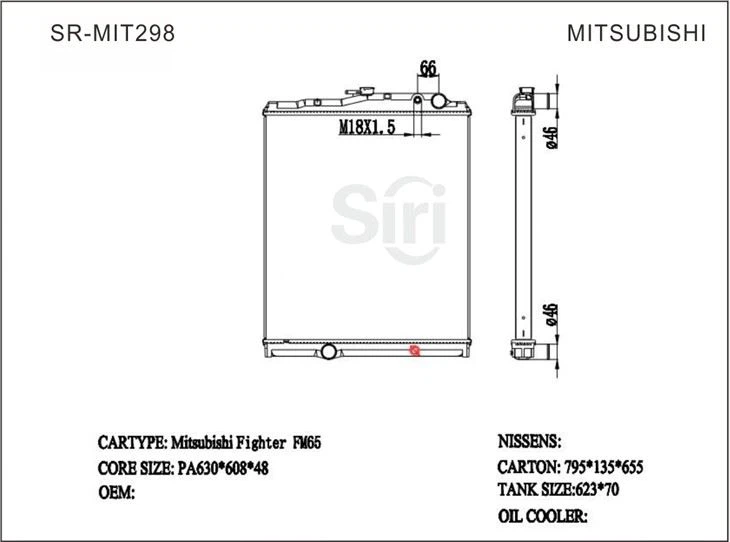 SR-MIT298
MITSUBISHI
66
M18X1.5
ø46
Siri
ø46
CARTYPE: Mitsubishi Fighter FM65
CORE SIZE: PA630*608*48
OEM:
NISSENS:
CARTON: 795*135*655
TANK SIZE:623*70
OIL COOLER: